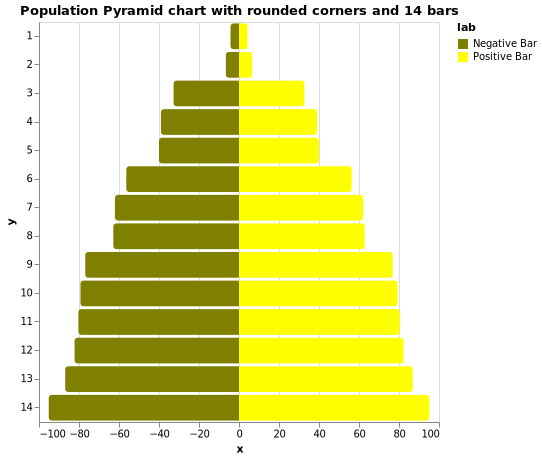 Population Pyramid chart with rounded corners and 14 bars
lab
Negative Bar
Positive Bar
y
1
2
3
4
5
6
7
8
9
10
11
12
13
14
−100 −80 −60 −40 −20 0 20 40 60 80 100
x